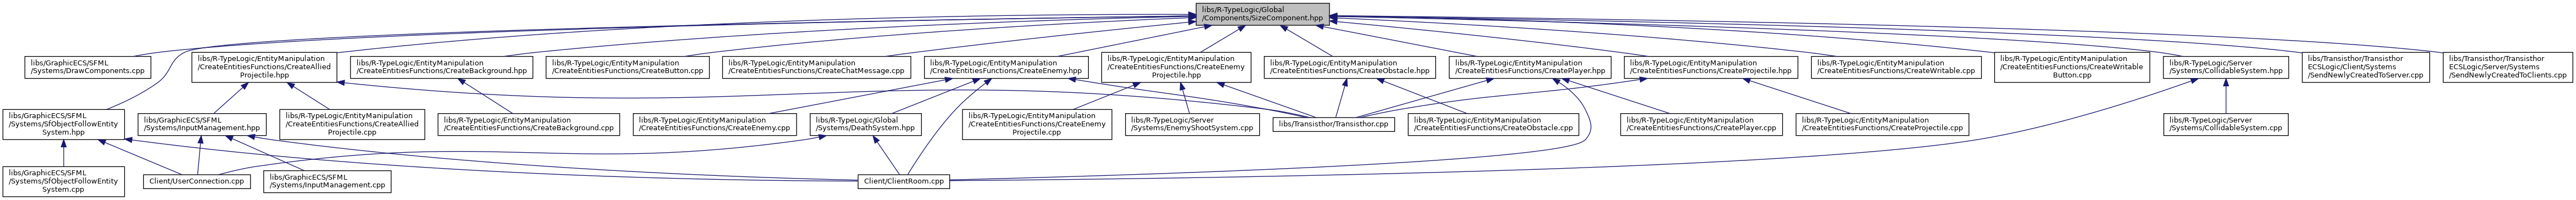 libs/R-TypeLogic/Global
/Components/SizeComponent.hpp
libs/GraphicECS/SFML
/Systems/DrawComponents.cpp
libs/R-TypeLogic/EntityManipulation
/CreateEntitiesFunctions/CreateAllied
Projectile.hpp
libs/R-TypeLogic/EntityManipulation
/CreateEntitiesFunctions/CreateBackground.hpp
libs/R-TypeLogic/EntityManipulation
/CreateEntitiesFunctions/CreateButton.cpp
libs/R-TypeLogic/EntityManipulation
/CreateEntitiesFunctions/CreateChatMessage.cpp
libs/R-TypeLogic/EntityManipulation
/CreateEntitiesFunctions/CreateEnemy.hpp
libs/R-TypeLogic/EntityManipulation
/CreateEntitiesFunctions/CreateEnemy
Projectile.hpp
libs/R-TypeLogic/EntityManipulation
/CreateEntitiesFunctions/CreateObstacle.hpp
libs/R-TypeLogic/EntityManipulation
/CreateEntitiesFunctions/CreatePlayer.hpp
libs/R-TypeLogic/EntityManipulation
/CreateEntitiesFunctions/CreateProjectile.hpp
libs/R-TypeLogic/EntityManipulation
/CreateEntitiesFunctions/CreateWritable.cpp
libs/R-TypeLogic/EntityManipulation
/CreateEntitiesFunctions/CreateWritable
Button.cpp
libs/R-TypeLogic/Server
/Systems/CollidableSystem.hpp
libs/Transisthor/Transisthor
ECSLogic/Client/Systems
/SendNewlyCreatedToServer.cpp
libs/Transisthor/Transisthor
ECSLogic/Server/Systems
/SendNewlyCreatedToClients.cpp
libs/GraphicECS/SFML
/Systems/SfObjectFollowEntity
System.hpp
libs/GraphicECS/SFML
/Systems/InputManagement.hpp
libs/R-TypeLogic/EntityManipulation
/CreateEntitiesFunctions/CreateAllied
Projectile.cpp
libs/R-TypeLogic/EntityManipulation
/CreateEntitiesFunctions/CreateBackground.cpp
libs/R-TypeLogic/EntityManipulation
/CreateEntitiesFunctions/CreateEnemy.cpp
libs/R-TypeLogic/Global
/Systems/DeathSystem.hpp
libs/R-TypeLogic/EntityManipulation
/CreateEntitiesFunctions/CreateEnemy
Projectile.cpp
libs/R-TypeLogic/Server
/Systems/EnemyShootSystem.cpp
libs/Transisthor/Transisthor.cpp
libs/R-TypeLogic/EntityManipulation
/CreateEntitiesFunctions/CreateObstacle.cpp
libs/R-TypeLogic/EntityManipulation
/CreateEntitiesFunctions/CreatePlayer.cpp
libs/R-TypeLogic/EntityManipulation
/CreateEntitiesFunctions/CreateProjectile.cpp
libs/R-TypeLogic/Server
/Systems/CollidableSystem.cpp
libs/GraphicECS/SFML
/Systems/SfObjectFollowEntity
System.cpp
Client/UserConnection.cpp
libs/GraphicECS/SFML
/Systems/InputManagement.cpp
Client/ClientRoom.cpp